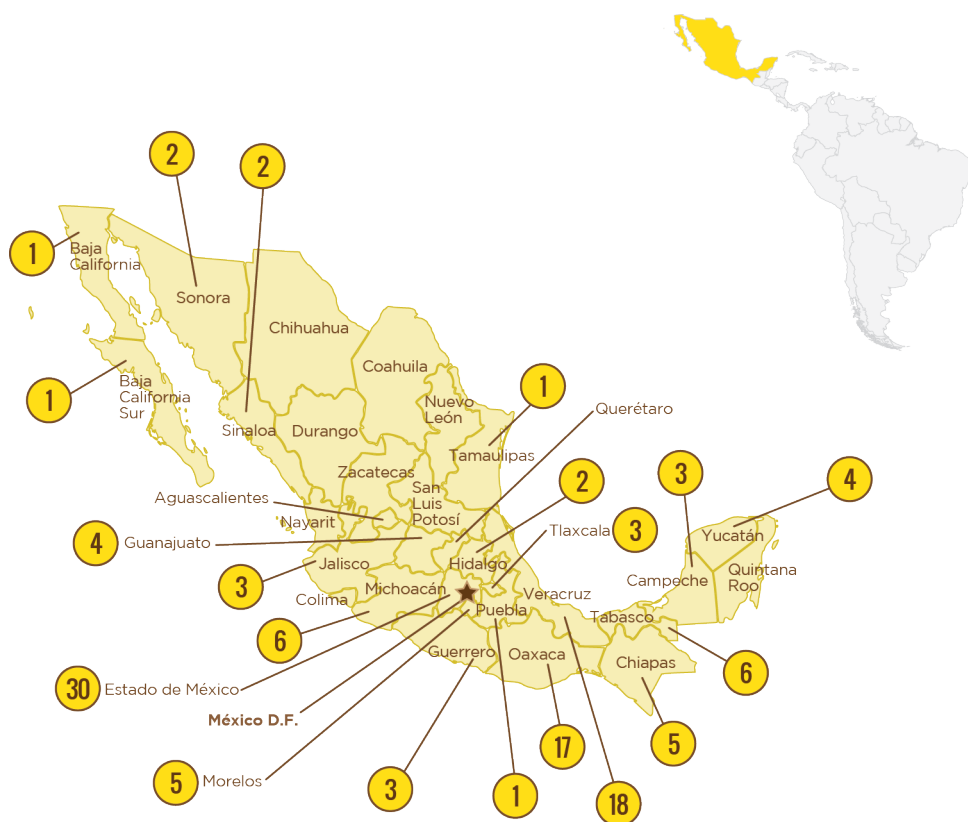 2
2
1
Baja
California
Sonora
Chihuahua
Coahuila
1
Baja
California
Sur
Sinaloa
Durango
Nuevo
León
1
Querétaro
Tamaulipas
Zacatecas
San
Luis
Potosí
2
3
4
Aguascalientes
Nayarit
Tlaxcala
3
Yucatán
4
Guanajuato
Hidalgo
Jalisco
3
Michoacán
Colima
Campeche
Quintana
Roo
Veracruz
Puebla
Tabasco
6
Guerrero
Oaxaca
Chiapas
6
30
Estado de México
México D.F.
17
5
5
Morelos
3
1
18